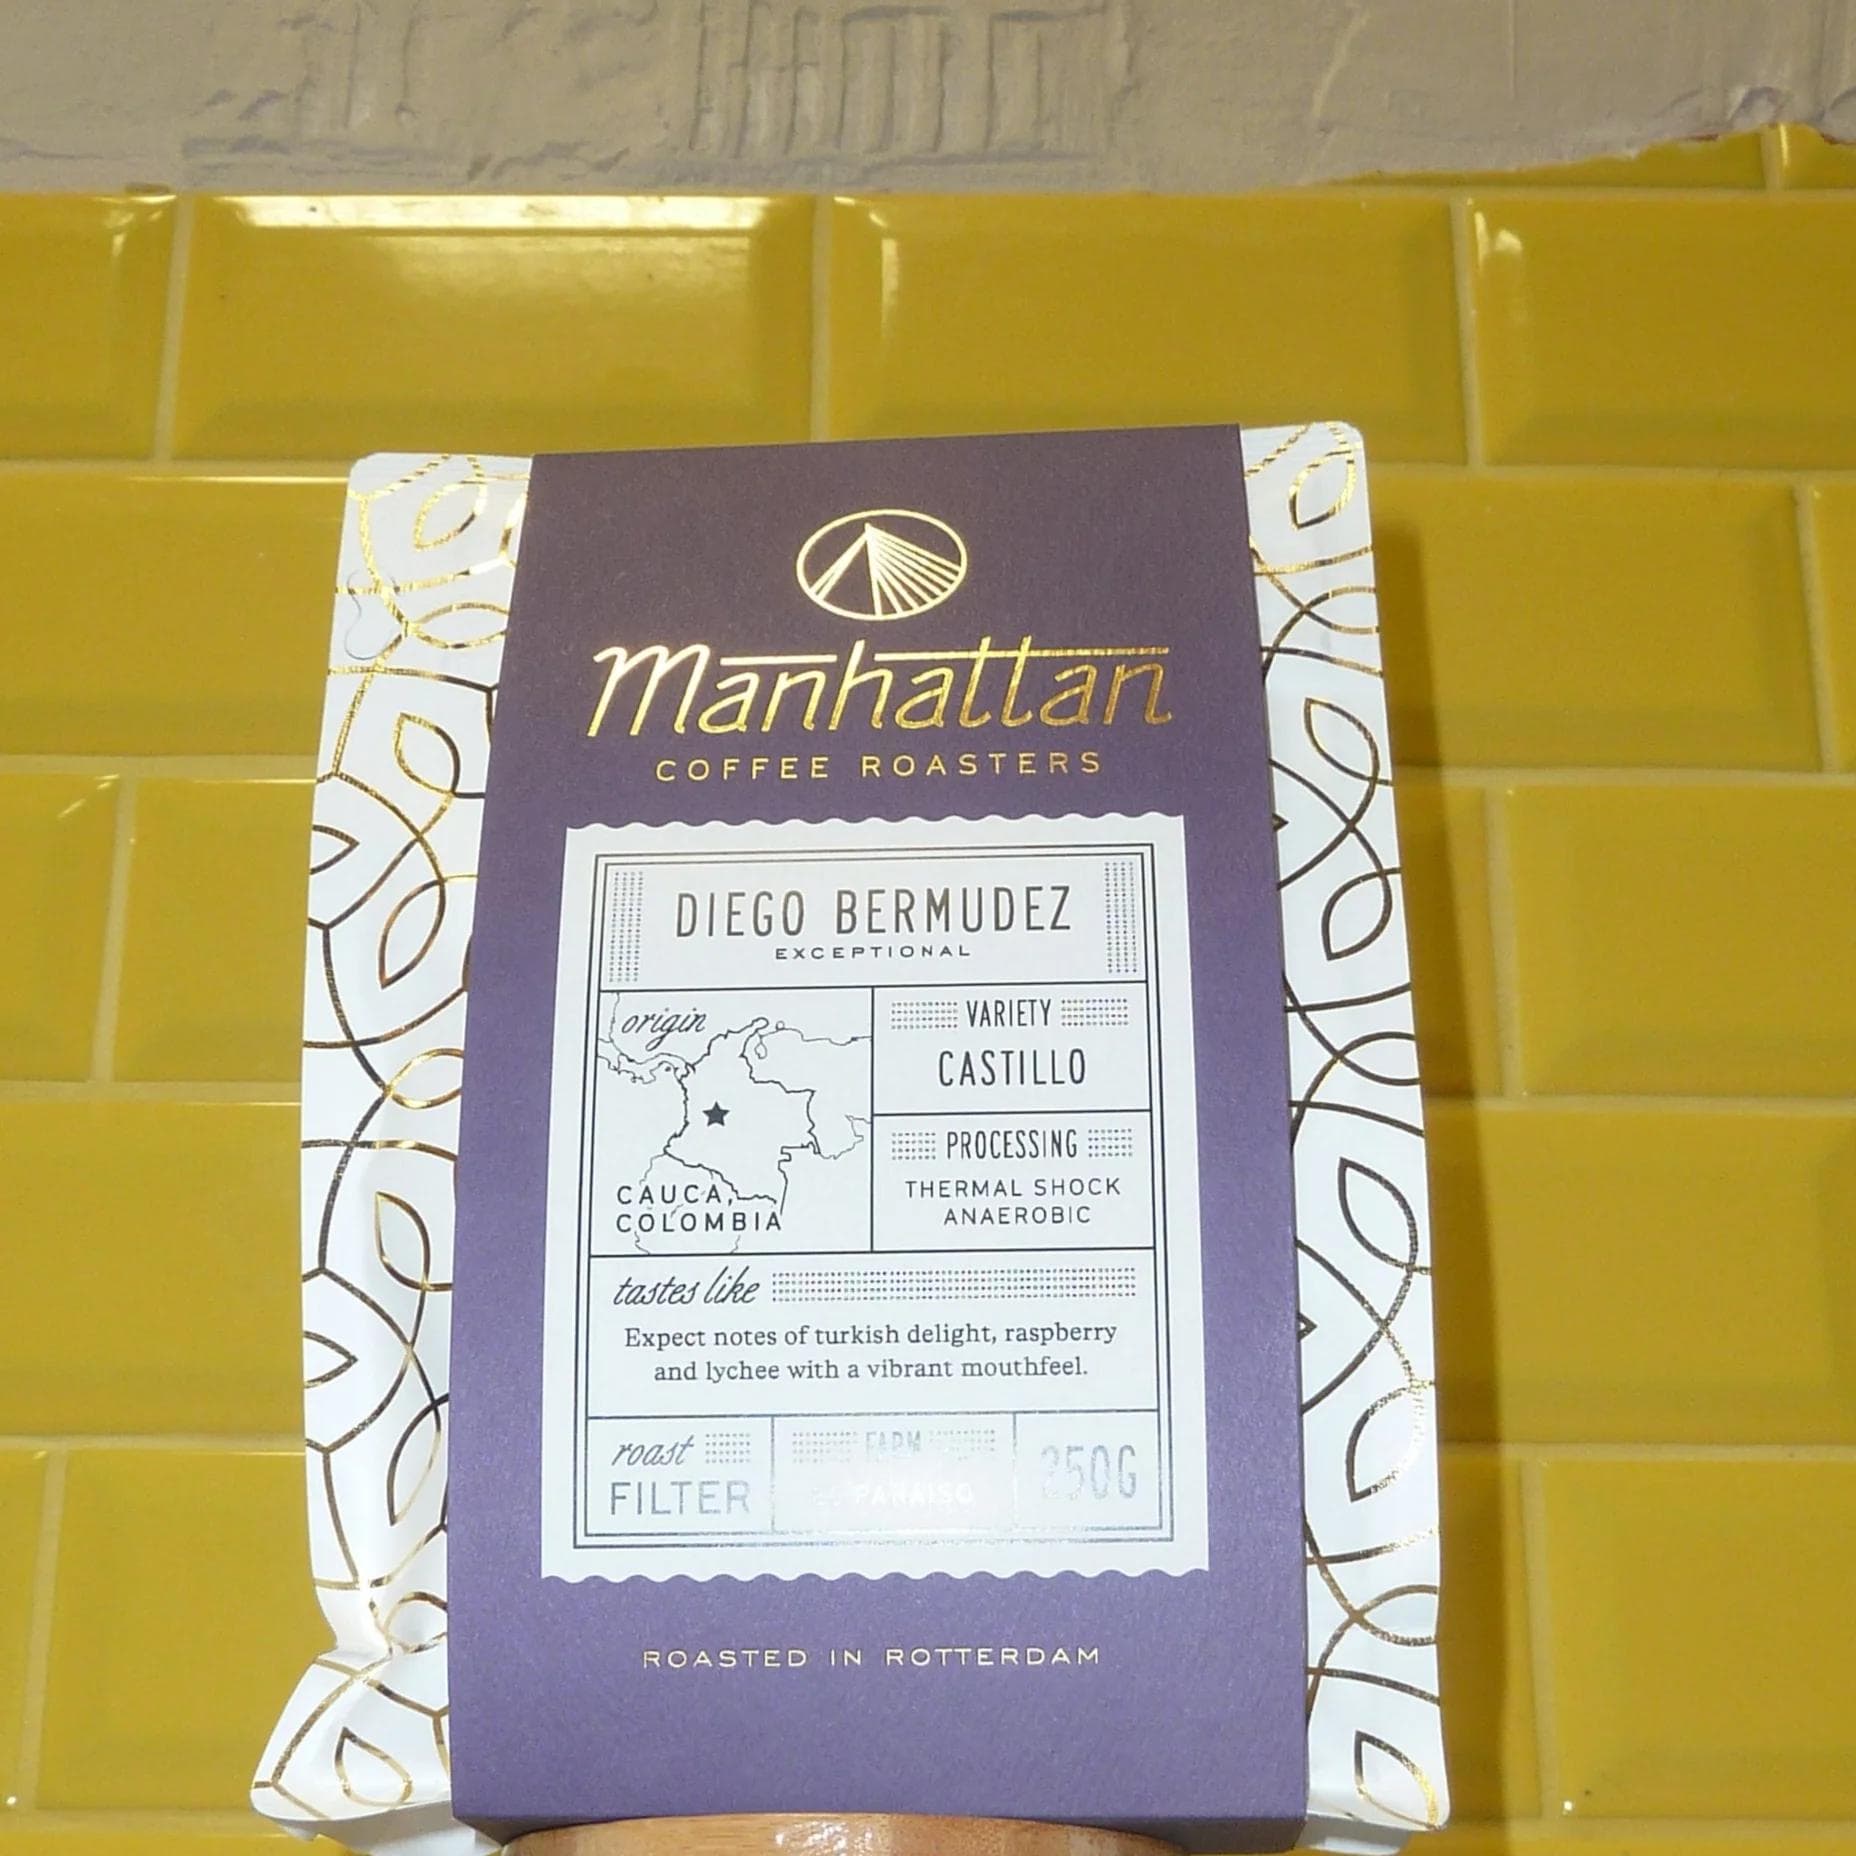 Manhattan
COFFEE ROASTERS
DIEGO BERMUDEZ
EXCEPTIONAL
origin
CAUCA,
COLOMBIA
VARIETY
CASTILLO
PROCESSING
THERMAL SHOCK
ANAEROBIC
tastes like
Expect notes of turkish delight, raspberry
and lychee with a vibrant mouthfeel.
roast
FILTER
FARM
250G
ROASTED IN ROTTERDAM